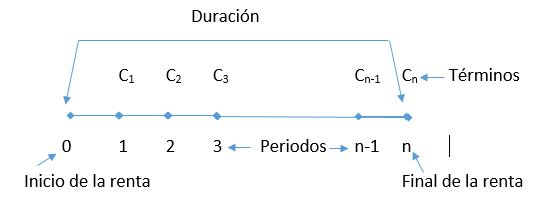 Duración
C1 C2 C3 Cn-1 Cn Términos
0 1 2 3 Periodos n-1 n
Inicio de la renta Final de la renta